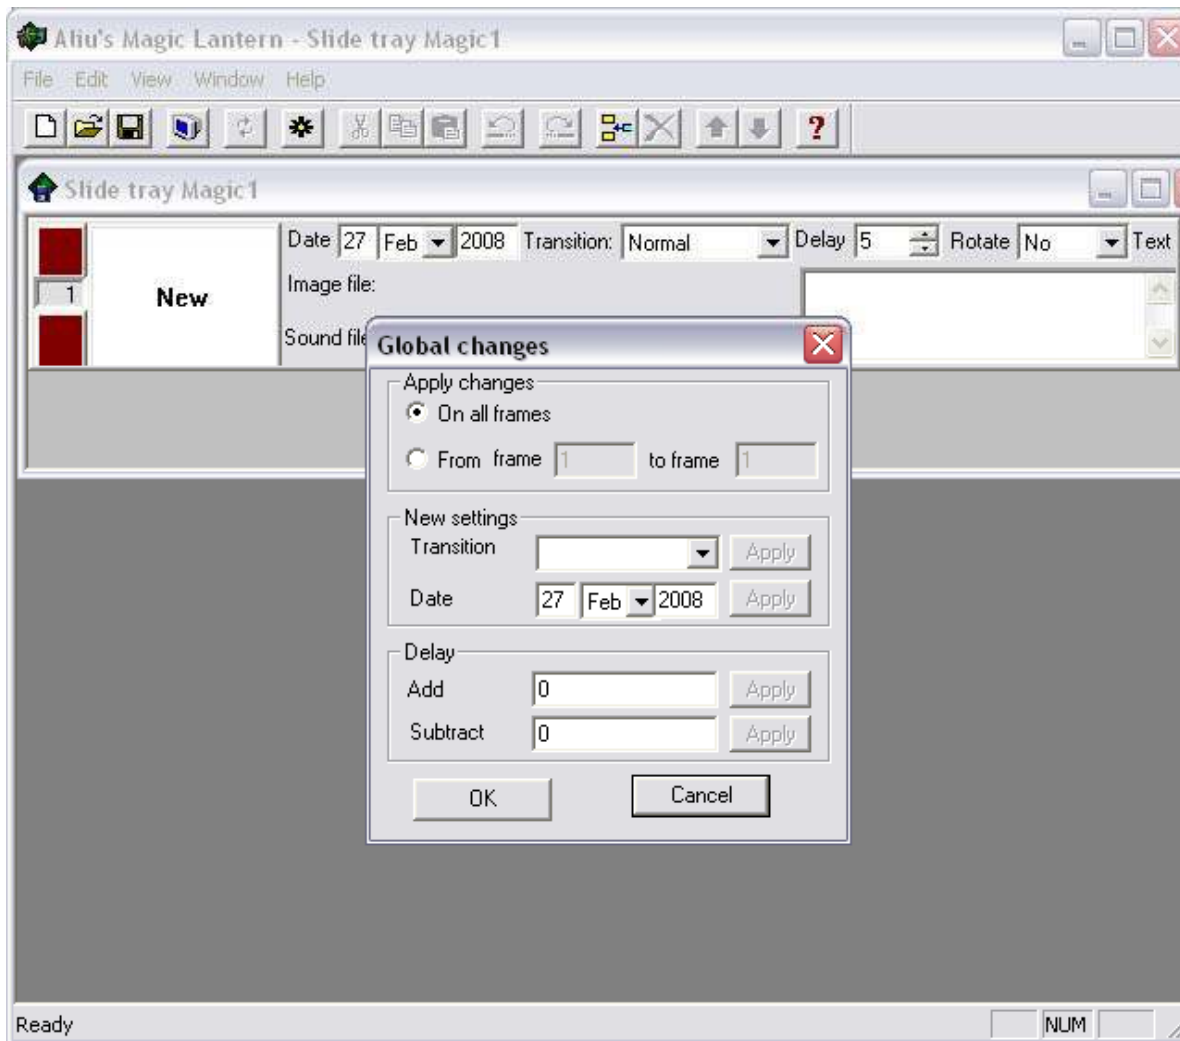 Aliu's Magic Lantern - Slide tray Magic1
File Edit View Window Help
?
Slide tray Magic1
Date 27 Feb 2008 Transition: Normal Delay 5 Rotate No Text
1
New
Image file:
Sound file
Global changes
Apply changes
On all frames
From frame 1 to frame 1
New settings
Transition Apply
Date 27 Feb 2008 Apply
Delay
Add 0 Apply
Subtract 0 Apply
OK Cancel
Ready NUM